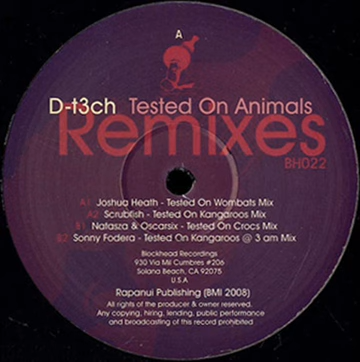 A
D-t3ch Tested On Animals
Remixes
BH022
A1 Joshua Heath - Tested On Wombats Mix
A2 Scrubfish - Tested On Kangaroos Mix
B1 Natasza & Oscarsix - Tested On Crocs Mix
B2 Sonny Fodera - Tested On Kangaroos @ 3 am Mix
Blockhead Recordings
930 Via Mil Cumbres #206
Solana Beach, CA 92075
U.S.A
Rapanui Publishing (BMI 2008)
All rights of the producer & owner reserved.
Any copying, hiring, lending, public performance
and broadcasting of this record prohibited